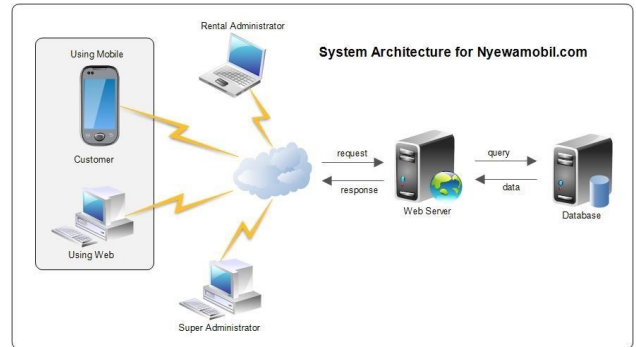 Rental Administrator
System Architecture for Nyewamobil.com
Using Mobile
Customer
Using Web
Super Administrator
request
response
Web Server
query
data
Database